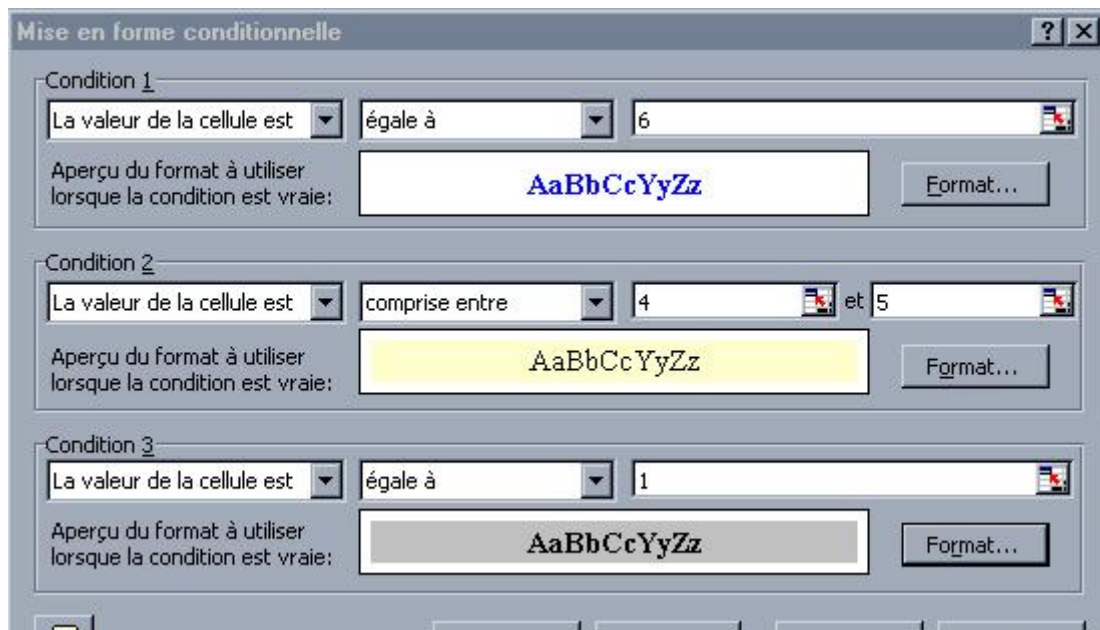 Mise en forme conditionnelle
Condition 1
La valeur de la cellule est égale à 6
Aperçu du format à utiliser
lorsque la condition est vraie:
AaBbCcYyZz
Format...
Condition 2
La valeur de la cellule est comprise entre 4 et 5
Aperçu du format à utiliser
lorsque la condition est vraie:
AaBbCcYyZz
Format...
Condition 3
La valeur de la cellule est égale à 1
Aperçu du format à utiliser
lorsque la condition est vraie:
AaBbCcYyZz
Format...